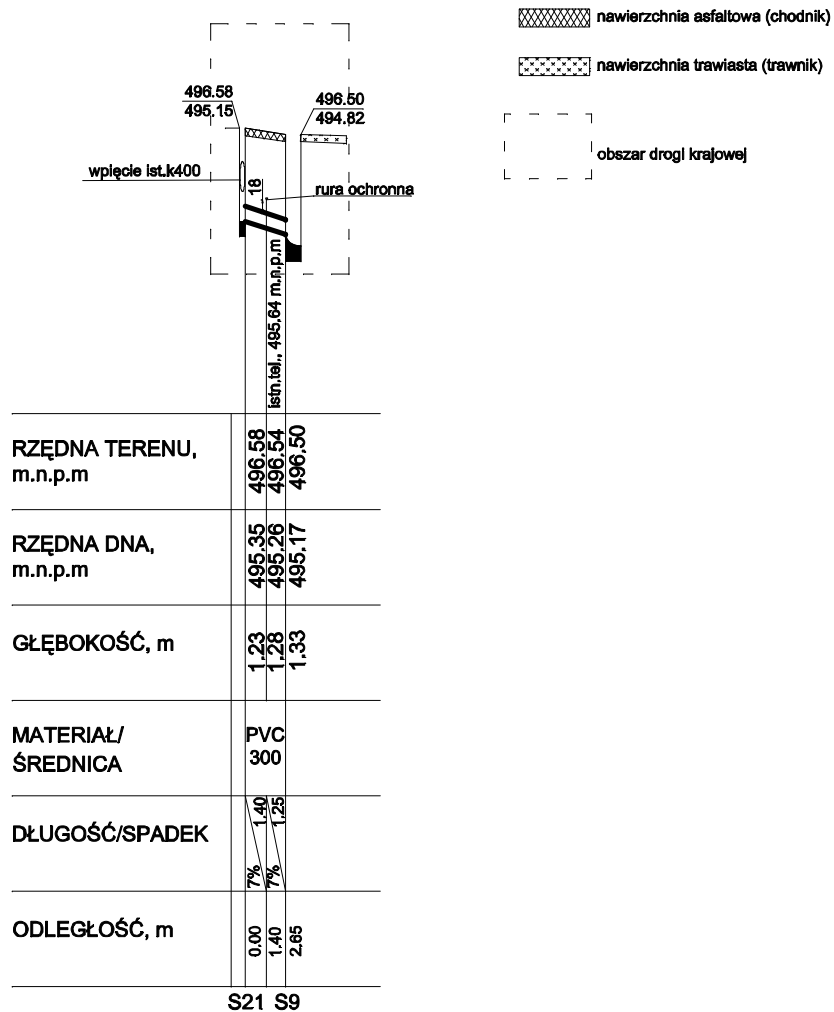 nawierzchnia asfaltowa (chodnik)
nawierzchnia trawiasta (trawnik)
obszar drogi krajowej
496.58
495.15
496.50
494.82
wpięcie ist.k400
18
rura ochronna
istn.tel., 495.64 m.n.p.m
RZĘDNA TERENU,
m.n.p.m
496.58
496.54
496.50
RZĘDNA DNA,
m.n.p.m
495.35
495.26
495.17
GŁĘBOKOŚĆ, m
1.23
1.28
1.33
MATERIAŁ/
ŚREDNICA
PVC
300
DŁUGOŚĆ/SPADEK
7%
1.40
7%
1.25
ODLEGŁOŚĆ, m
0.00
1.40
2.65
S21 S9